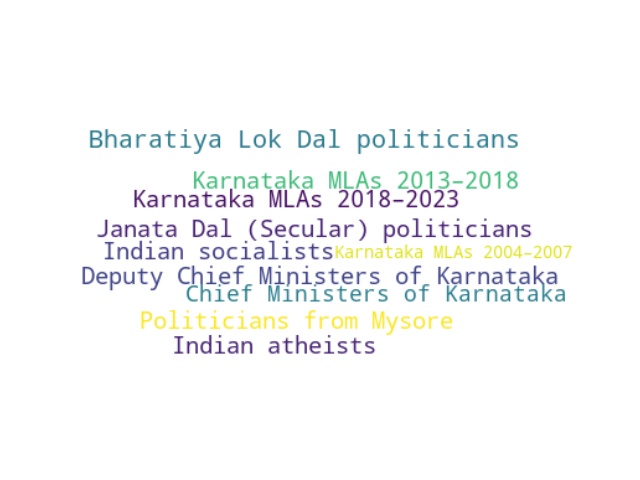 Bharatiya Lok Dal politicians
Karnataka MLAs 2013–2018
Karnataka MLAs 2018–2023
Janata Dal (Secular) politicians
Indian socialists
Karnataka MLAs 2004–2007
Deputy Chief Ministers of Karnataka
Chief Ministers of Karnataka
Politicians from Mysore
Indian atheists